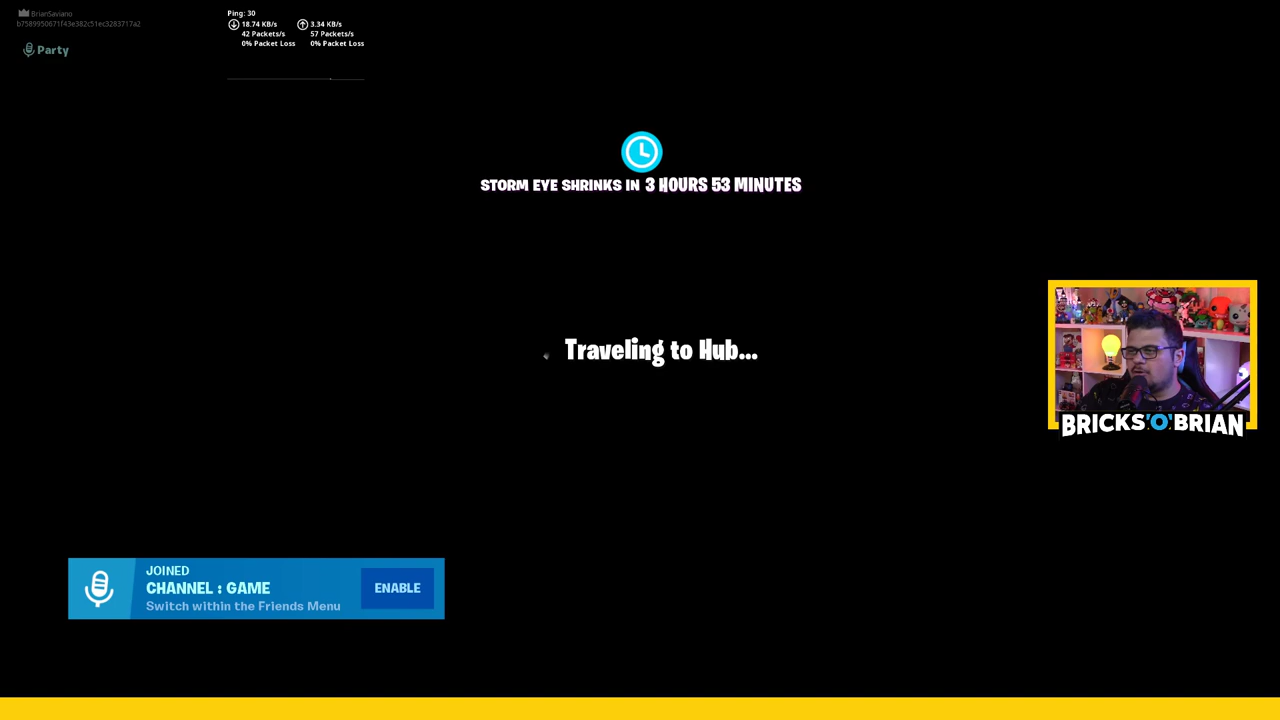 BrianSaviano
b7589950671f43e382c51ec3283717a2
Party
Ping: 30
18.74 KB/s 3.34 KB/s
42 Packets/s 57 Packets/s
0% Packet Loss 0% Packet Loss
STORM EYE SHRINKS IN 3 HOURS 53 MINUTES
Traveling to Hub...
BRICKS'O'BRIAN
JOINED
CHANNEL : GAME
ENABLE
Switch within the Friends Menu